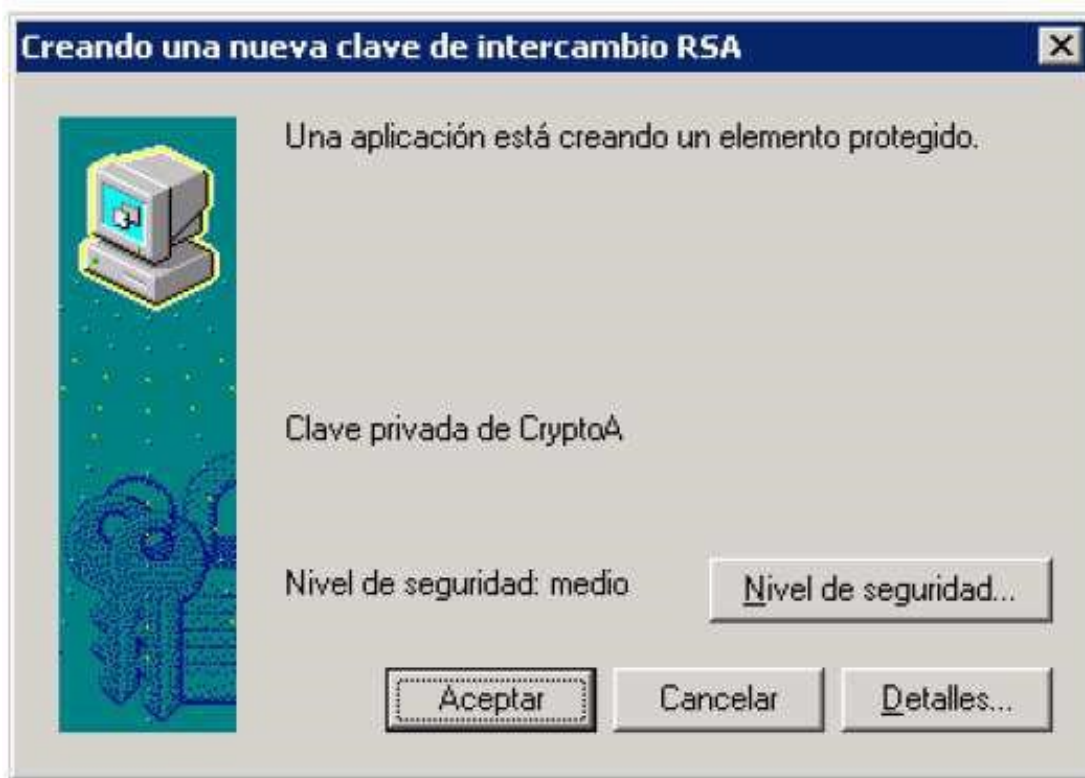 Creando una nueva clave de intercambio RSA
Una aplicación está creando un elemento protegido.
Clave privada de CryptoA
Nivel de seguridad: medio
Nivel de seguridad...
Aceptar
Cancelar
Detalles...